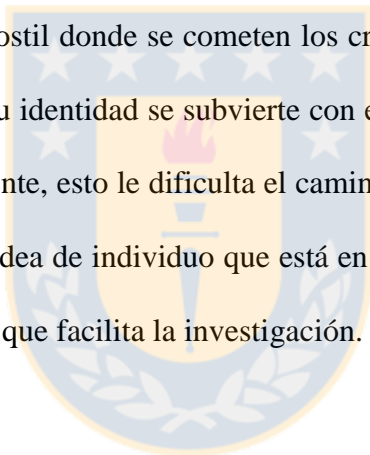 ostil donde se cometen los cr
u identidad se subvierte con e
nte, esto le dificulta el camin
dea de individuo que está en
que facilita la investigación.